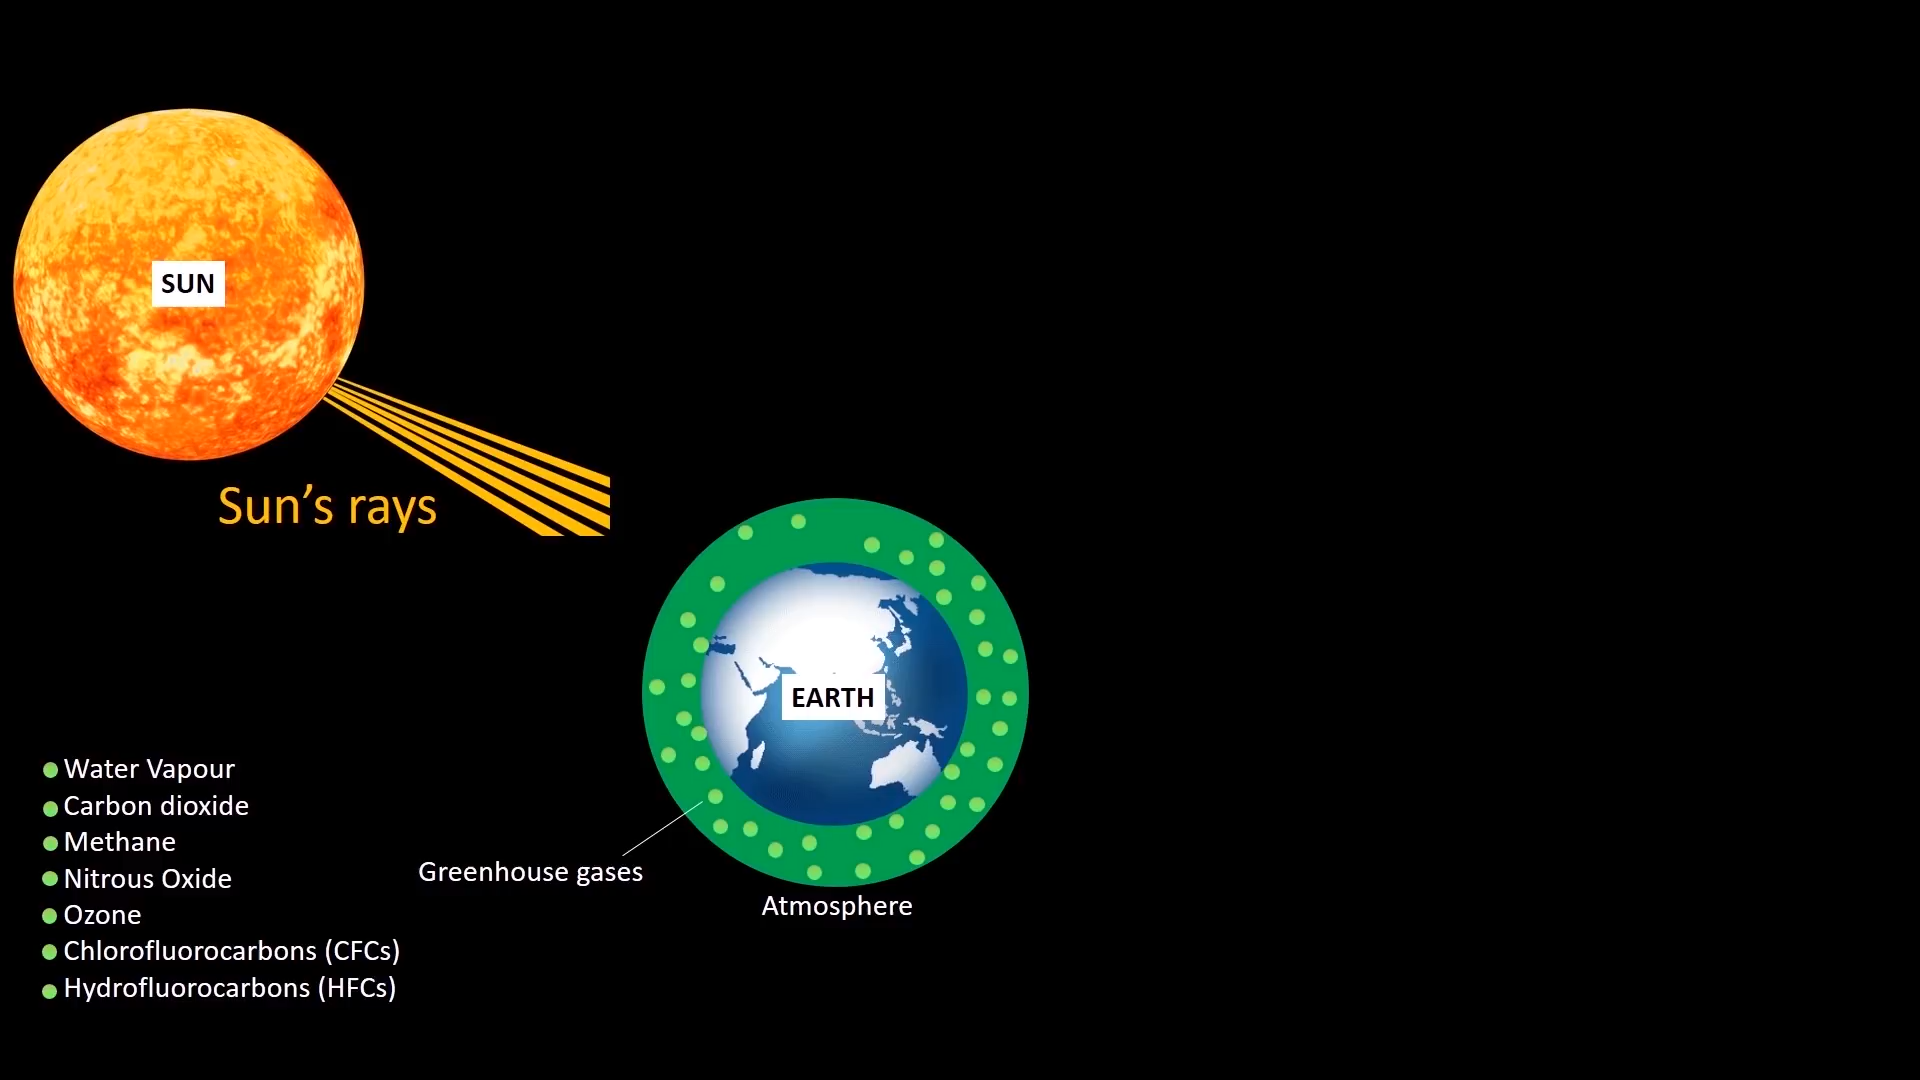 SUN
Sun’s rays
EARTH
Water Vapour
Carbon dioxide
Methane
Nitrous Oxide
Ozone
Chlorofluorocarbons (CFCs)
Hydrofluorocarbons (HFCs)
Greenhouse gases
Atmosphere